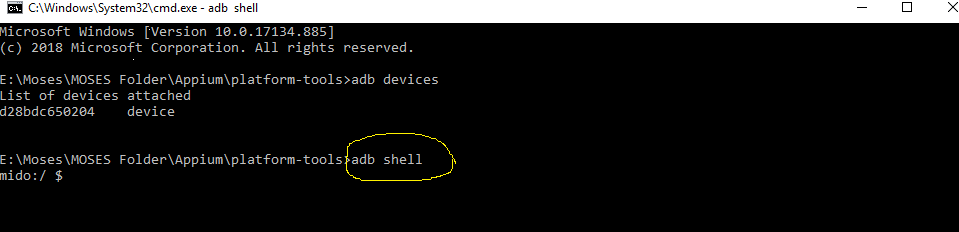 C:\Windows\System32\cmd.exe - adb  shell
Microsoft Windows [Version 10.0.17134.885]
(c) 2018 Microsoft Corporation. All rights reserved.
E:\Moses\MOSES Folder\Appium\platform-tools>adb devices
List of devices attached
d28bdc650204    device
E:\Moses\MOSES Folder\Appium\platform-tools>adb shell
mido:/ $